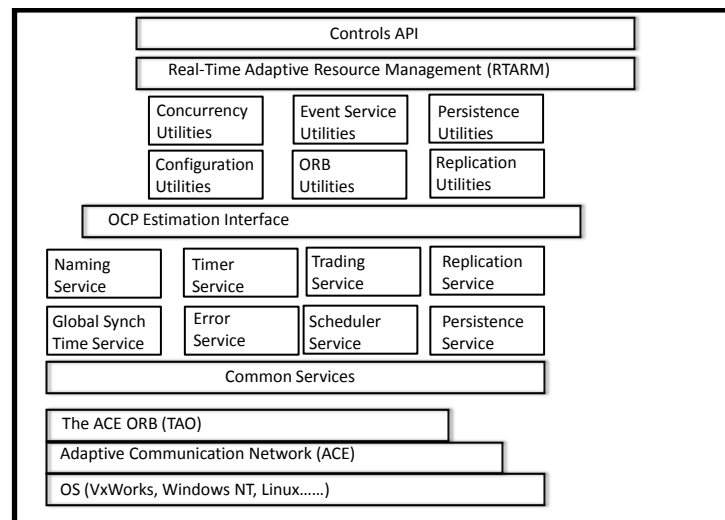 Controls API
Real-Time Adaptive Resource Management (RTARM)
Concurrency
Utilities
Event Service
Utilities
Persistence
Utilities
Configuration
Utilities
ORB
Utilities
Replication
Utilities
OCP Estimation Interface
Naming
Service
Timer
Service
Trading
Service
Replication
Service
Global Synch
Time Service
Error
Service
Scheduler
Service
Persistence
Service
Common Services
The ACE ORB (TAO)
Adaptive Communication Network (ACE)
OS (VxWorks, Windows NT, Linux......)